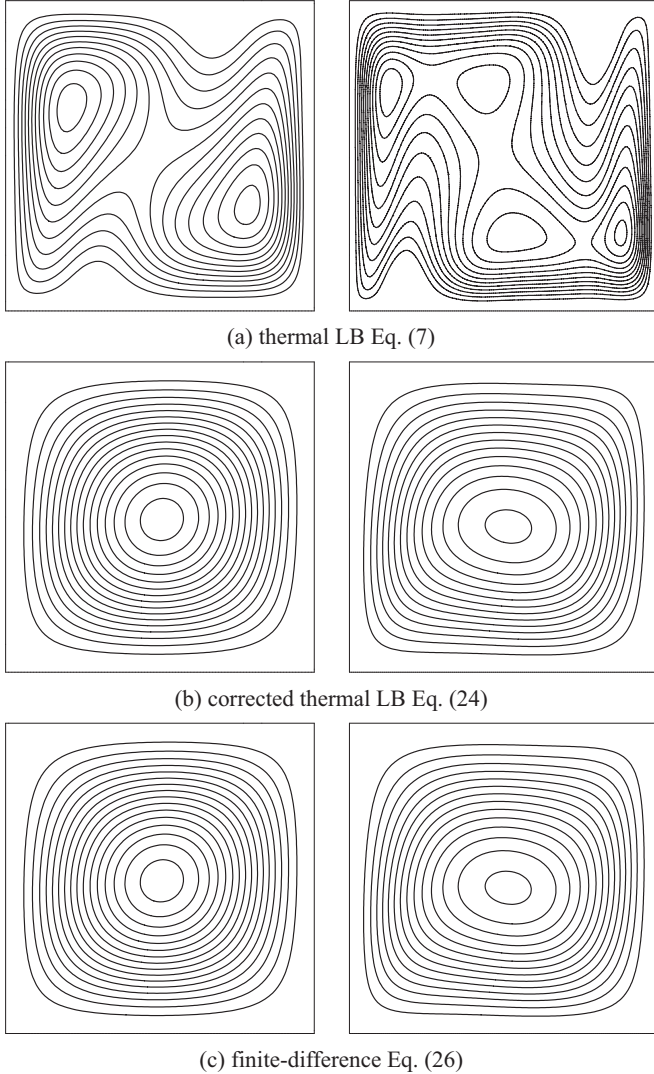 (a) thermal LB Eq. (7)
(b) corrected thermal LB Eq. (24)
(c) finite-difference Eq. (26)